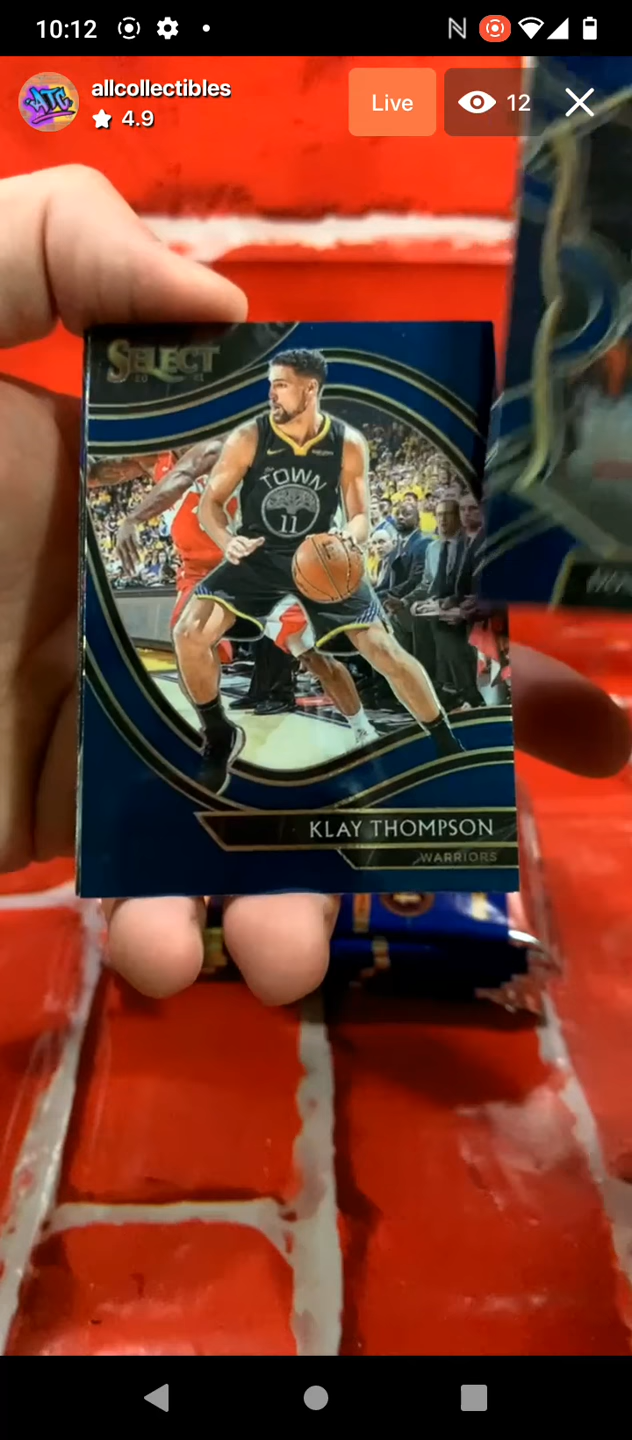 10:12
allcollectibles
4.9
Live
12
SELECT
TOWN
11
KLAY THOMPSON
WARRIORS